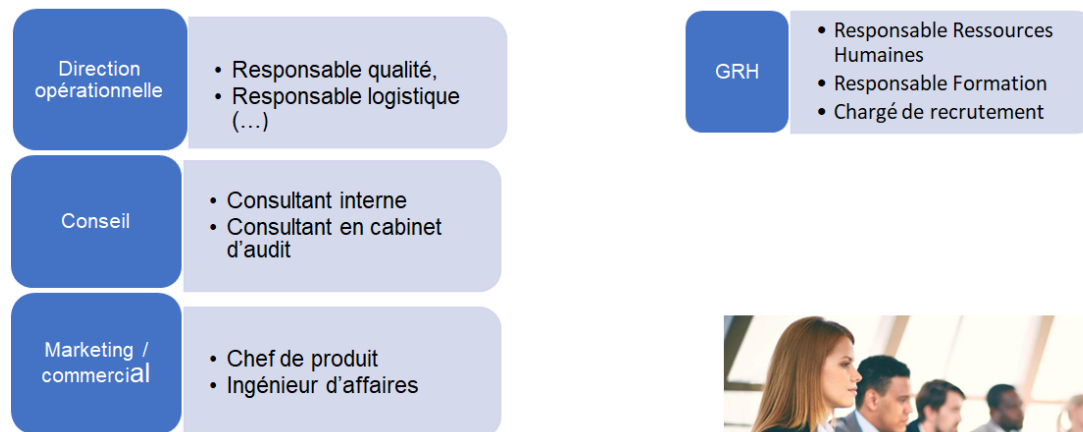 Direction
opérationnelle
• Responsable qualité,
• Responsable logistique
(…)
Conseil
• Consultant interne
• Consultant en cabinet
d’audit
Marketing /
commercial
• Chef de produit
• Ingénieur d’affaires
GRH
• Responsable Ressources
Humaines
• Responsable Formation
• Chargé de recrutement